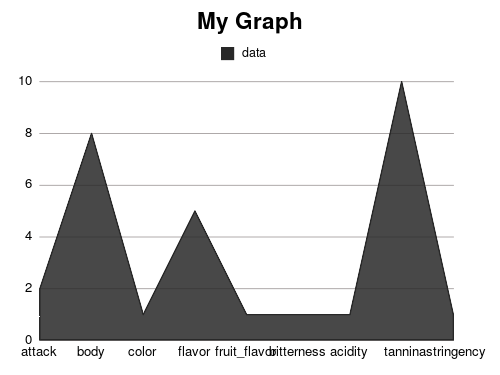 My Graph
data
10
8
6
4
2
0
attack body color flavor fruit_flavor bitterness acidity tannin astringency